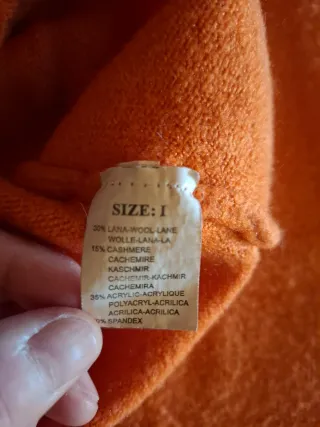 SIZE: I
30% LANA-WOOL-LANE
WOLLE-LANA-LA
15% CASHMERE
CACHEMIRE
KASCHMIR
CACHEMIR-KACHMIR
CACHEMIRA
ACRYLIC-ACRYLIQUE
POLYACRYL-ACRILICA
ACRILICA-ACRILICA
SPANDEX